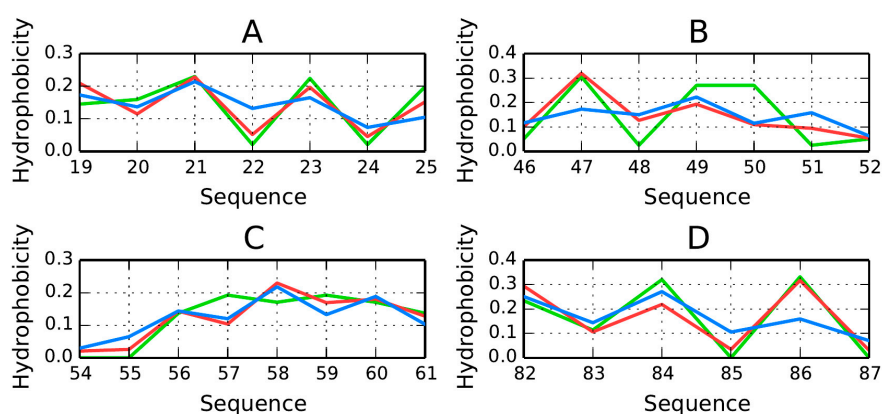 A
B
Hydrophobicity
0.3
0.2
0.1
0.0
19 20 21 22 23 24 25
Sequence
Hydrophobicity
0.4
0.3
0.2
0.1
0.0
46 47 48 49 50 51 52
Sequence
C
D
Hydrophobicity
0.3
0.2
0.1
0.0
54 55 56 57 58 59 60 61
Sequence
Hydrophobicity
0.4
0.3
0.2
0.1
0.0
82 83 84 85 86 87
Sequence